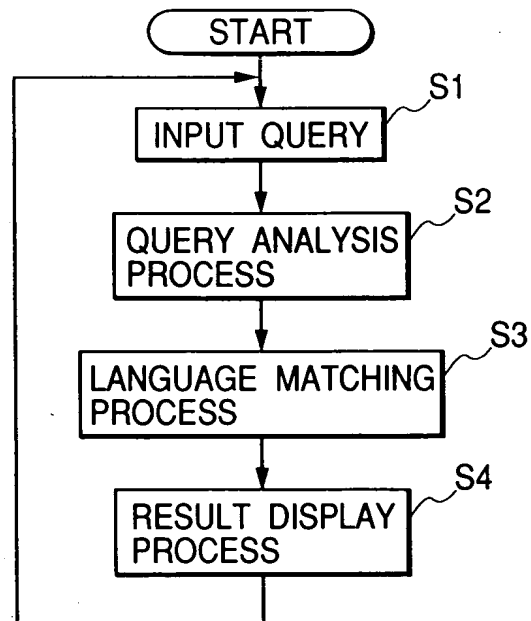 START
S1
INPUT QUERY
S2
QUERY ANALYSIS
PROCESS
S3
LANGUAGE MATCHING
PROCESS
S4
RESULT DISPLAY
PROCESS